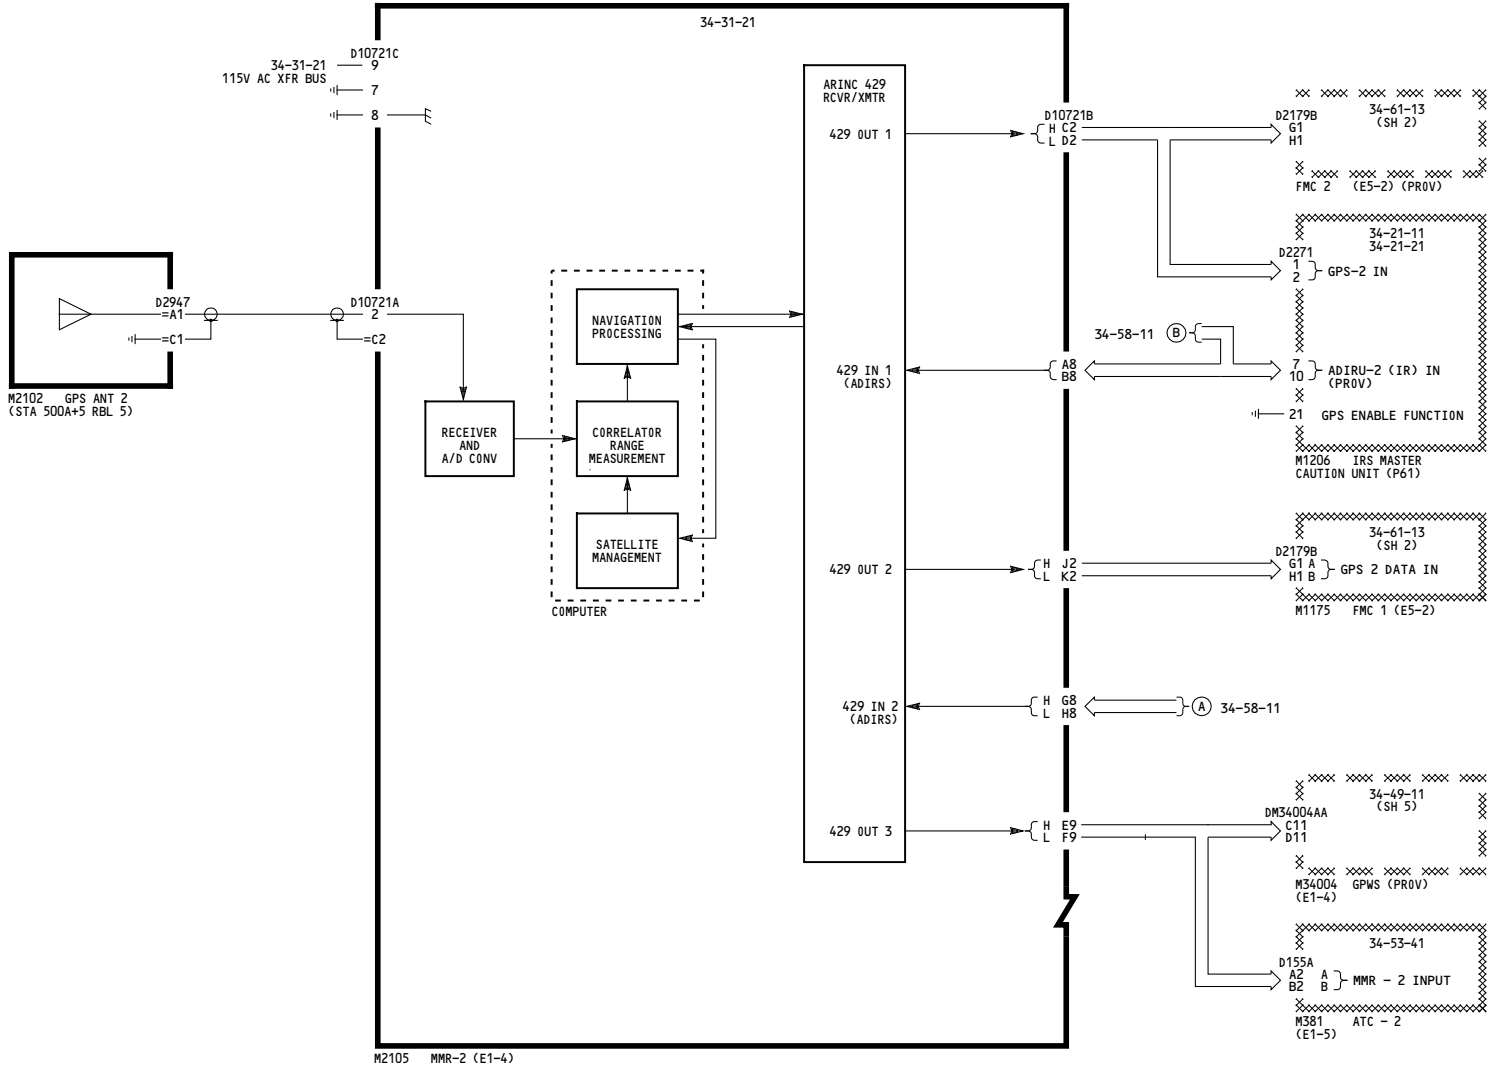 34-31-21
D10721C
34-31-21
9
115V AC XFR BUS
7
8
ARINC 429
RCVR/XMTR
429 OUT 1
D10721B
H C2
L D2
D2179B
G1
H1
34-61-13
(SH 2)
FMC 2 (E5-2) (PROV)
34-21-11
34-21-21
D2271
1
2
GPS-2 IN
34-58-11
B
7
10
ADIRU-2 (IR) IN
(PROV)
21
GPS ENABLE FUNCTION
M1206 IRS MASTER
CAUTION UNIT (P61)
429 IN 1
(ADIRS)
A8
B8
D2947
=A1
=C1
M2102 GPS ANT 2
(STA 500A+5 RBL 5)
D10721A
2
=C2
NAVIGATION
PROCESSING
RECEIVER
AND
A/D CONV
CORRELATOR
RANGE
MEASUREMENT
SATELLITE
MANAGEMENT
COMPUTER
429 OUT 2
H J2
L K2
34-61-13
(SH 2)
D2179B
G1 A
H1 B
GPS 2 DATA IN
M1175 FMC 1 (E5-2)
429 IN 2
(ADIRS)
H G8
L H8
A
34-58-11
429 OUT 3
H E9
L F9
34-49-11
(SH 5)
DM34004AA
C11
D11
M34004 GPWS (PROV)
(E1-4)
34-53-41
D155A
A2 A
B2 B
MMR - 2 INPUT
M381 ATC - 2
(E1-5)
M2105 MMR-2 (E1-4)